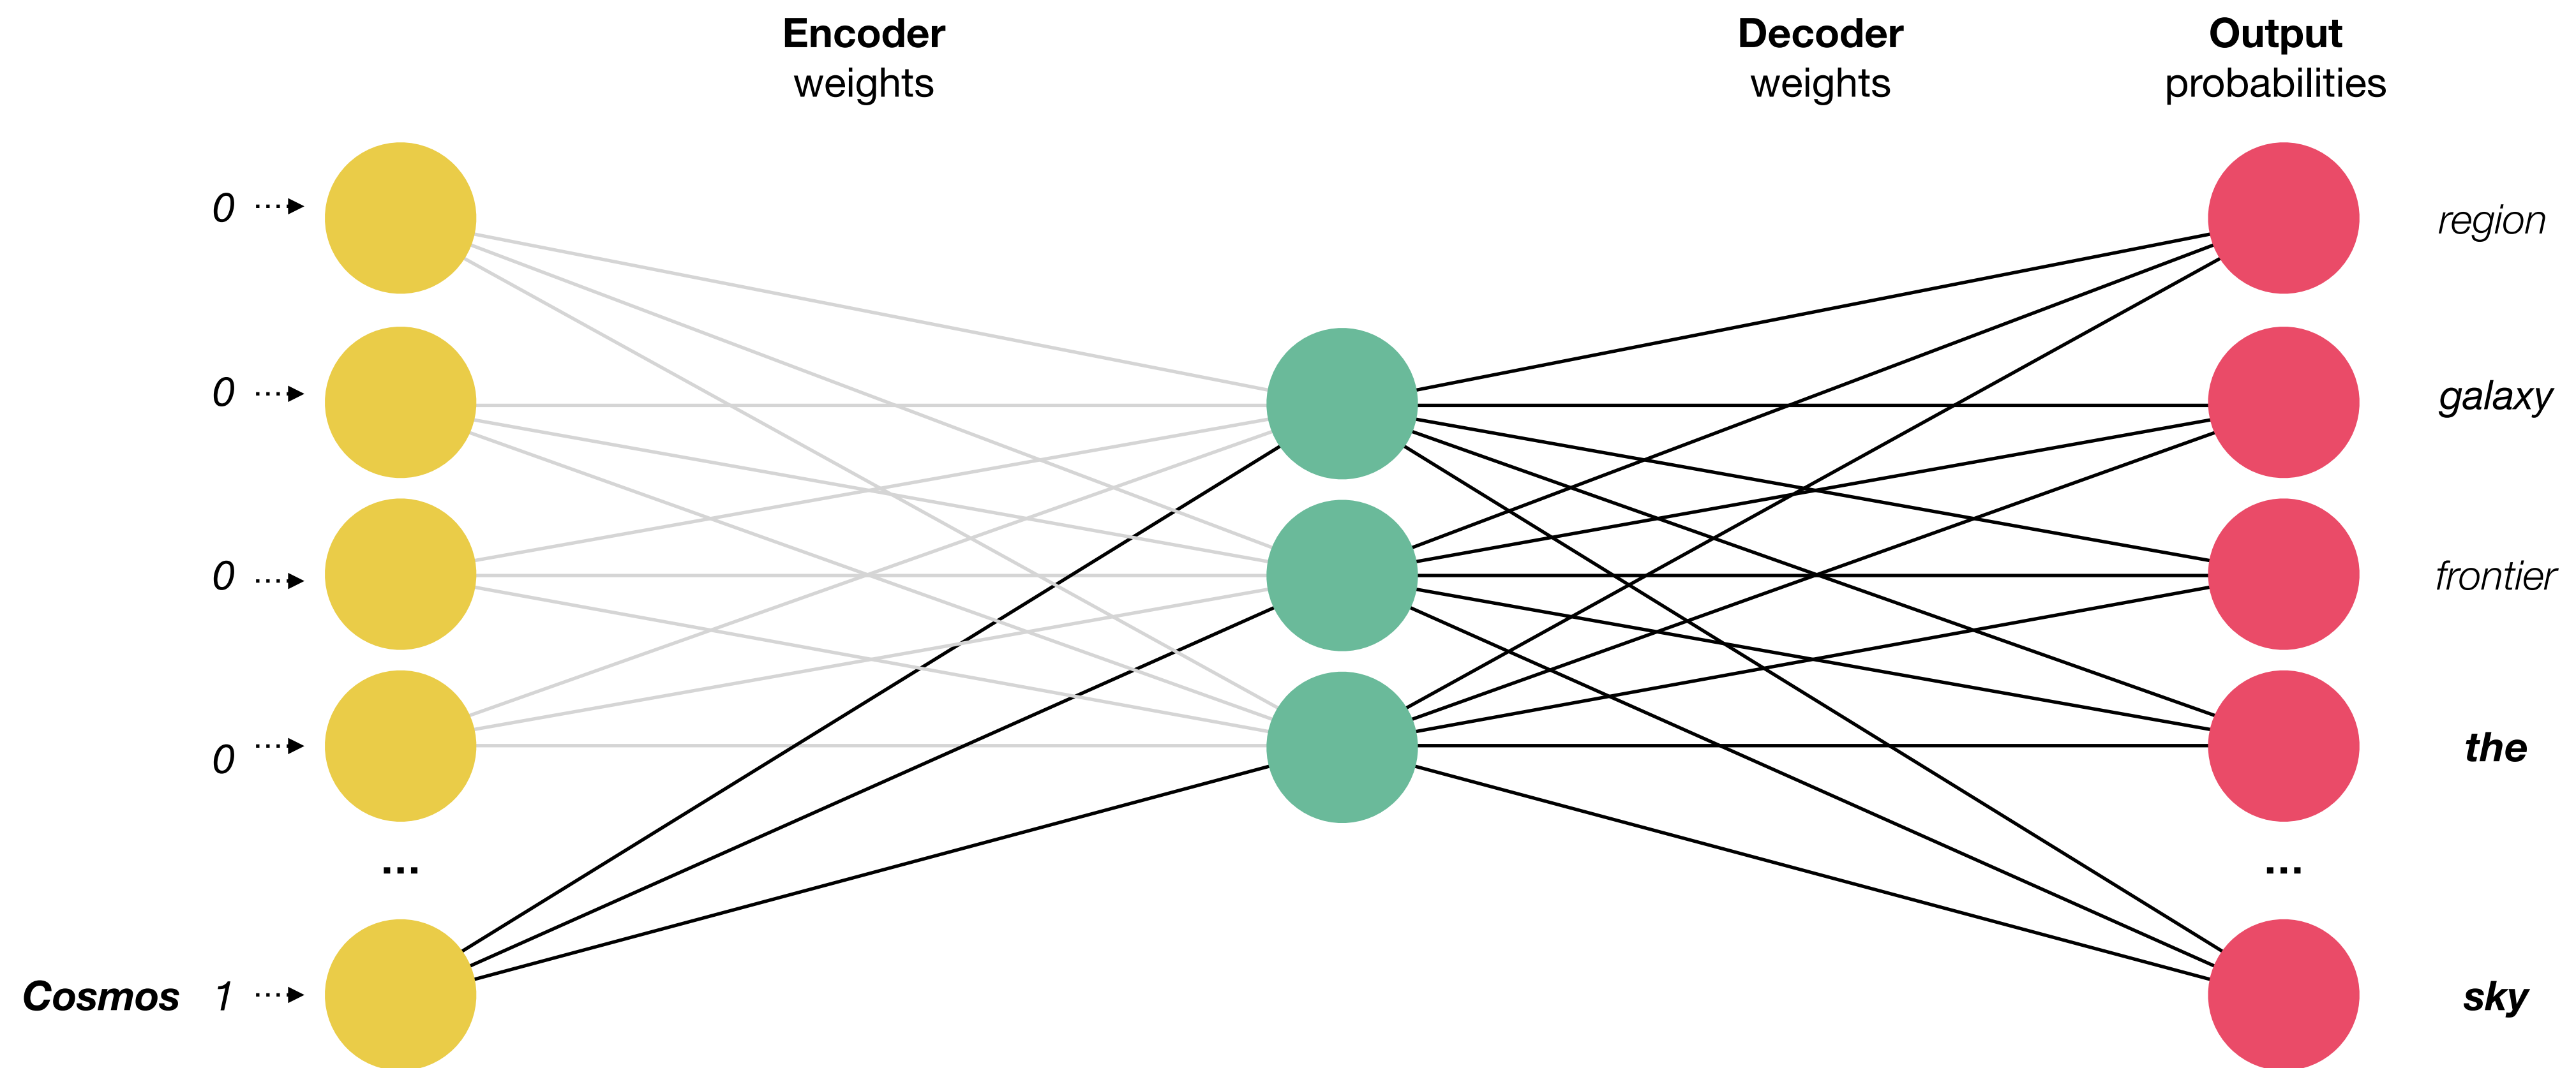 Encoder
weights
Decoder
weights
Output
probabilities
0
region
0
galaxy
0
frontier
0
the
...
...
Cosmos 1
sky